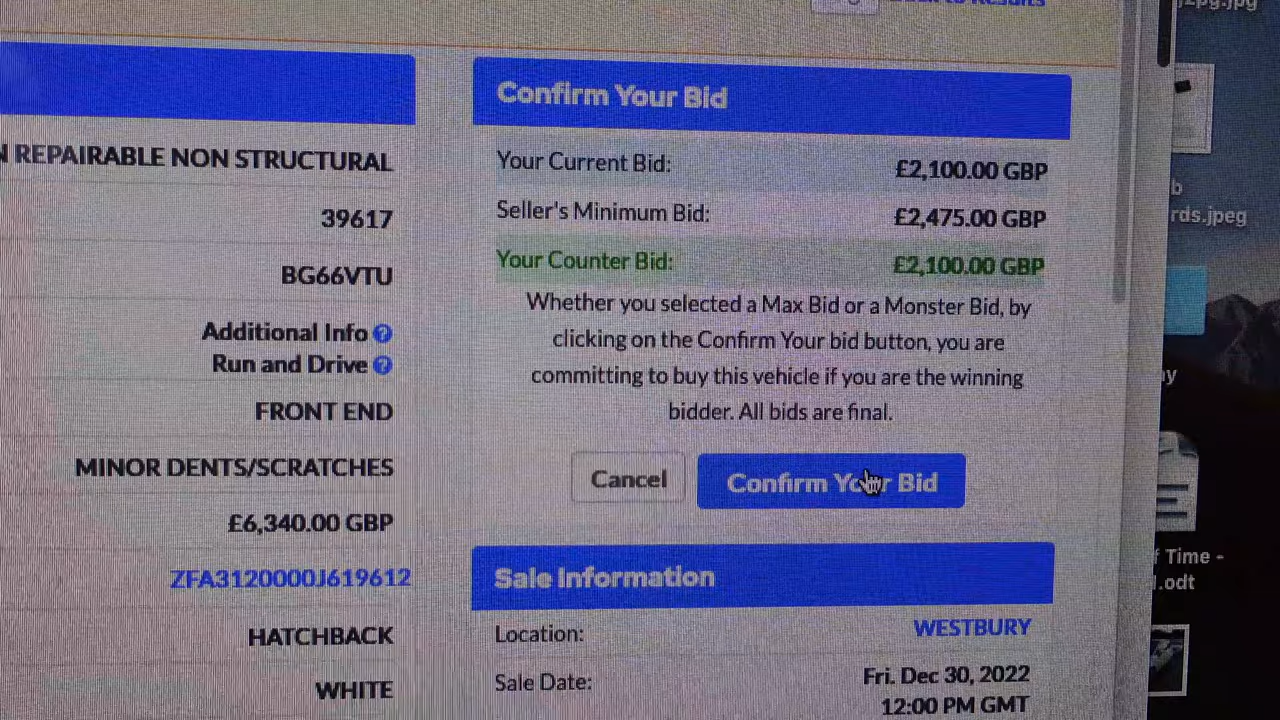 N REPAIRABLE NON STRUCTURAL
39617
BG66VTU
Additional Info ?
Run and Drive ?
FRONT END
MINOR DENTS/SCRATCHES
£6,340.00 GBP
ZFA3120000J619612
HATCHBACK
WHITE
Confirm Your Bid
Your Current Bid: £2,100.00 GBP
Seller's Minimum Bid: £2,475.00 GBP
Your Counter Bid: £2,100.00 GBP
Whether you selected a Max Bid or a Monster Bid, by
clicking on the Confirm Your bid button, you are
committing to buy this vehicle if you are the winning
bidder. All bids are final.
Cancel Confirm Your Bid
Sale Information
Location: WESTBURY
Sale Date: Fri. Dec 30, 2022
12:00 PM GMT
b
rds.jpeg
f Time -
.odt